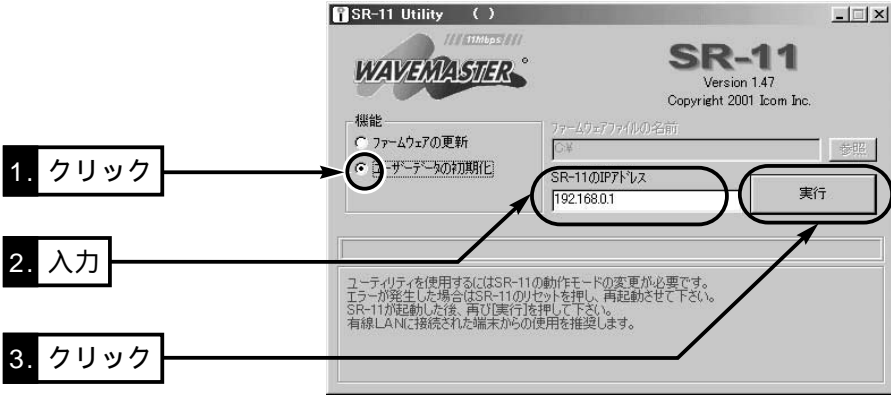 SR-11 Utility ( )
11Mbps
WAVEMASTER
SR-11
Version 1.47
Copyright 2001 Icom Inc.
機能
ファームウェアの更新
ユーザーデータの初期化
ファームウェアファイルの名前
C:¥
参照
SR-11のIPアドレス
192.168.0.1
実行
1. クリック
2. 入力
3. クリック
ユーティリティを使用するにはSR-11の動作モードの変更が必要です。
エラーが発生した場合はSR-11のリセットを押し、再起動させて下さい。
SR-11が起動した後、再び[実行]を押して下さい。
有線LANに接続された端末からの使用を推奨します。